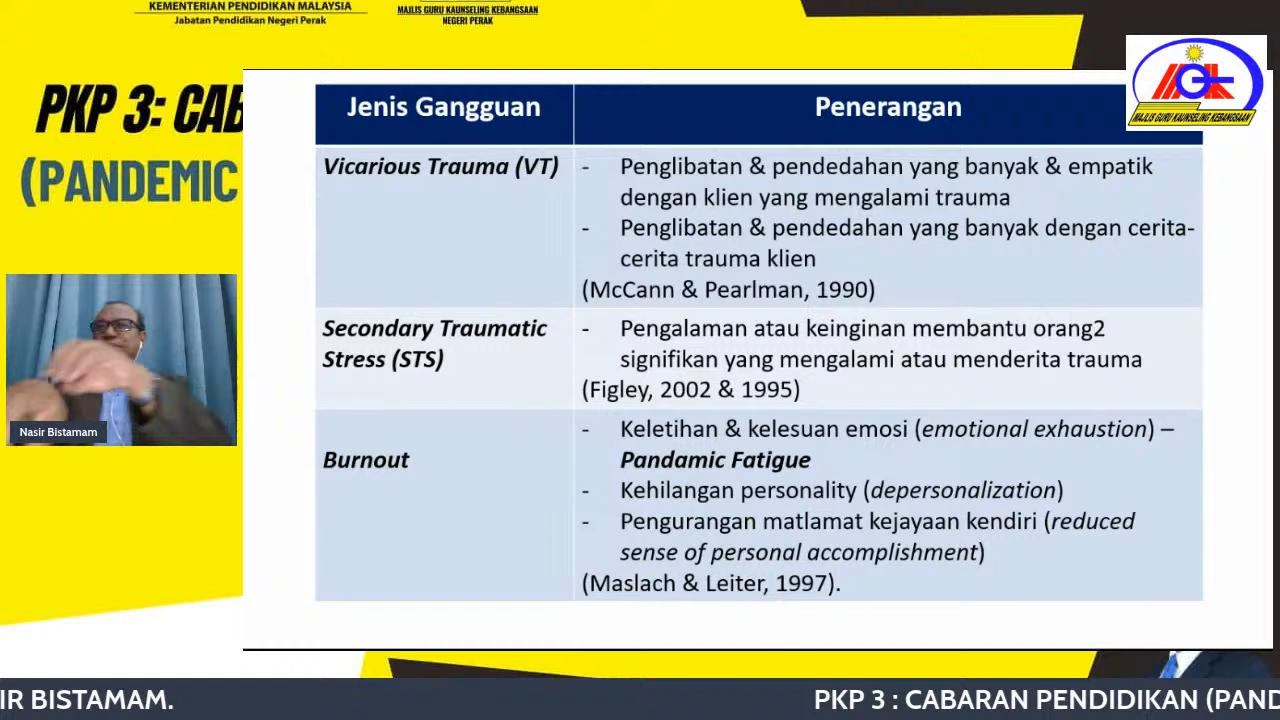 KEMENTERIAN PENDIDIKAN MALAYSIA
Jabatan Pendidikan Negeri Perak
MAJLIS GURU KAUNSELING KEBANGSAAN
NEGERI PERAK
PKP 3: CAB
(PANDEMIC
MAJLIS GURU KAUNSELING KEBANGSAAN
Jenis Gangguan
Penerangan
Vicarious Trauma (VT)
- Penglibatan & pendedahan yang banyak & empatik
dengan klien yang mengalami trauma
- Penglibatan & pendedahan yang banyak dengan cerita-
cerita trauma klien
(McCann & Pearlman, 1990)
Secondary Traumatic
Stress (STS)
- Pengalaman atau keinginan membantu orang2
signifikan yang mengalami atau menderita trauma
(Figley, 2002 & 1995)
Burnout
- Keletihan & kelesuan emosi (emotional exhaustion) –
Pandamic Fatigue
- Kehilangan personality (depersonalization)
- Pengurangan matlamat kejayaan kendiri (reduced
sense of personal accomplishment)
(Maslach & Leiter, 1997).
Nasir Bistamam
IR BISTAMAM.
PKP 3 : CABARAN PENDIDIKAN (PAND